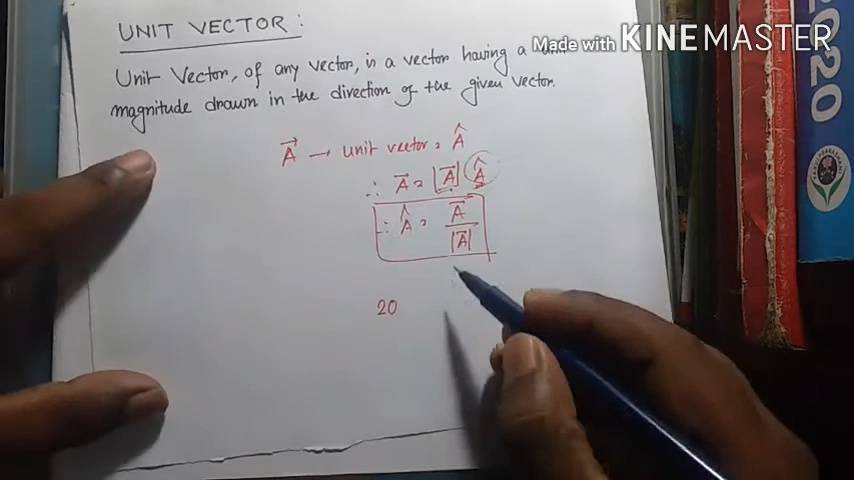 UNIT VECTOR :
Made with KINEMASTER
Unit Vector, of any vector, is a vector having a
magnitude drawn in the direction of the given vector.
A⃗ → unit vector = Â
∴ A⃗ = |A⃗| Â
∴ Â = A⃗ / |A⃗|
20
2020